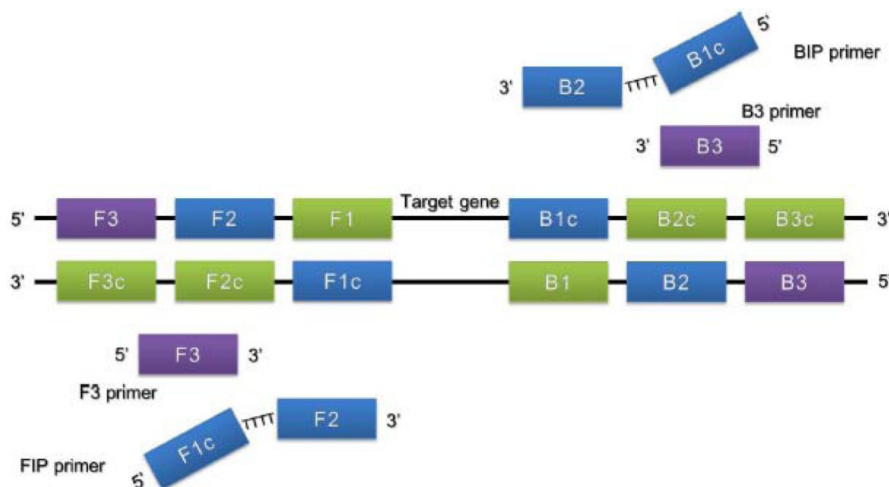 5'
B1c
BIP primer
3'
B2
TTTT
B3 primer
3'
B3
5'
Target gene
5'
F3
F2
F1
B1c
B2c
B3c
3'
3'
F3c
F2c
F1c
B1
B2
B3
5'
5'
F3
3'
F3 primer
TTTT
F2
3'
F1c
FIP primer
5'